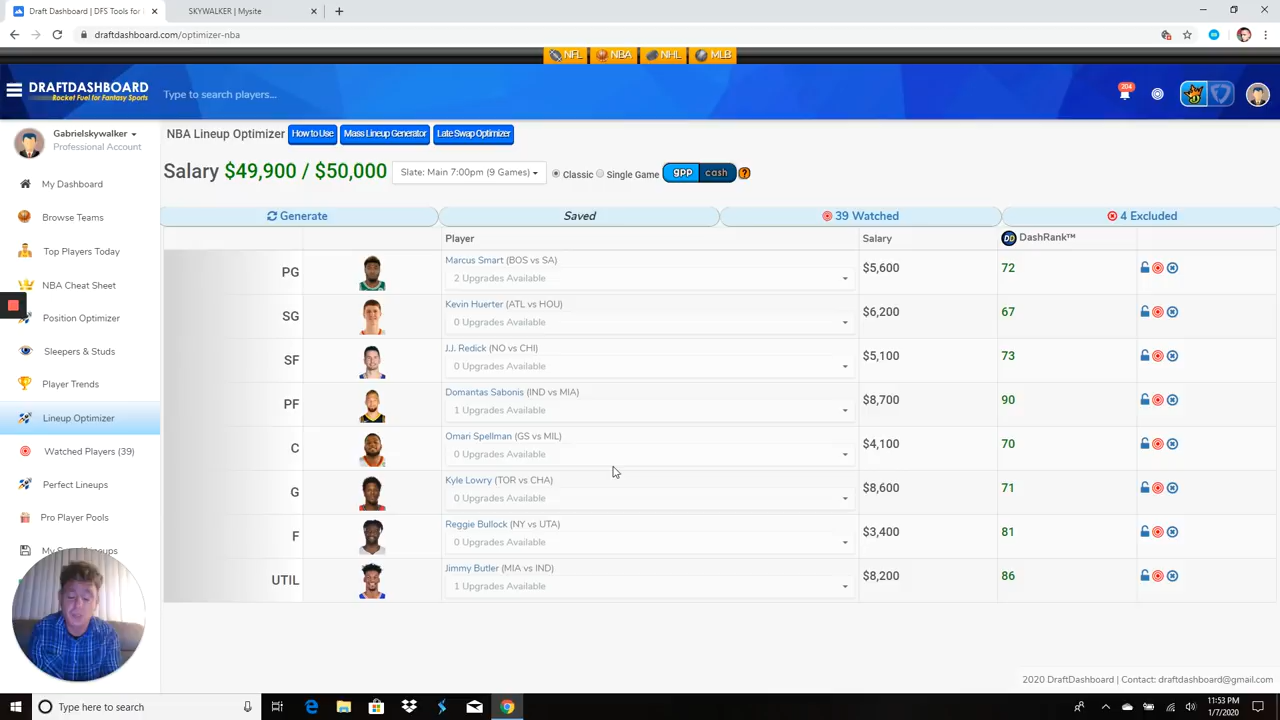 Draft Dashboard | DFS Tools for
SKYWALKER | Mysite
draftdashboard.com/optimizer-nba
NFL NBA NHL MLB
DRAFTDASHBOARD
Rocket Fuel for Fantasy Sports
Type to search players...
204
Gabrielskywalker
Professional Account
NBA Lineup Optimizer How to Use Mass Lineup Generator Late Swap Optimizer
Salary $49,900 / $50,000 Slate: Main 7:00pm (9 Games) Classic Single Game gpp cash ?
Generate Saved 39 Watched 4 Excluded
Player Salary DD DashRank™
PG Marcus Smart (BOS vs SA) $5,600 72
2 Upgrades Available
SG Kevin Huerter (ATL vs HOU) $6,200 67
0 Upgrades Available
SF J.J. Redick (NO vs CHI) $5,100 73
0 Upgrades Available
PF Domantas Sabonis (IND vs MIA) $8,700 90
1 Upgrades Available
C Omari Spellman (GS vs MIL) $4,100 70
0 Upgrades Available
G Kyle Lowry (TOR vs CHA) $8,600 71
0 Upgrades Available
F Reggie Bullock (NY vs UTA) $3,400 81
0 Upgrades Available
UTIL Jimmy Butler (MIA vs IND) $8,200 86
1 Upgrades Available
My Dashboard
Browse Teams
Top Players Today
NBA Cheat Sheet
Position Optimizer
Sleepers & Studs
Player Trends
Lineup Optimizer
Watched Players (39)
Perfect Lineups
Pro Player Pools
2020 DraftDashboard | Contact: draftdashboard@gmail.com
Type here to search
11:53 PM
1/7/2020